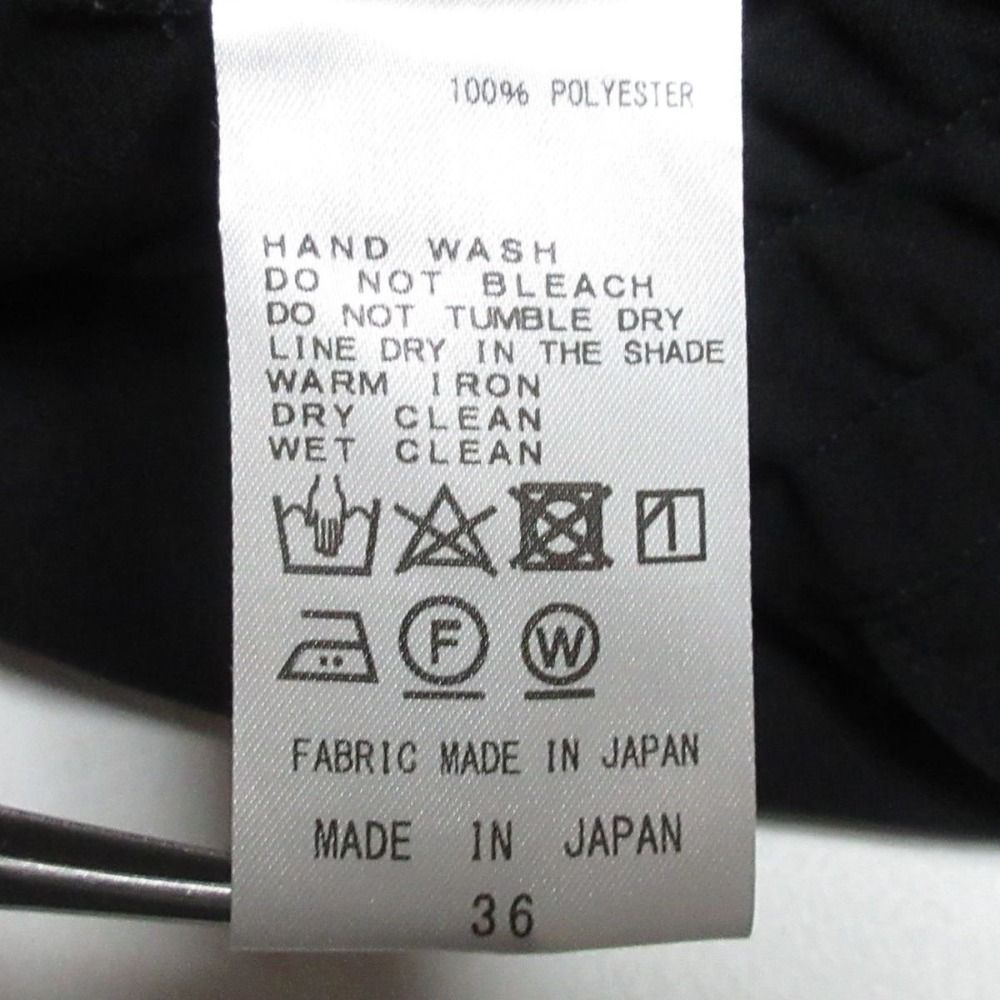 100% POLYESTER
HAND WASH
DO NOT BLEACH
DO NOT TUMBLE DRY
LINE DRY IN THE SHADE
WARM IRON
DRY CLEAN
WET CLEAN
F W
FABRIC MADE IN JAPAN
MADE IN JAPAN
36